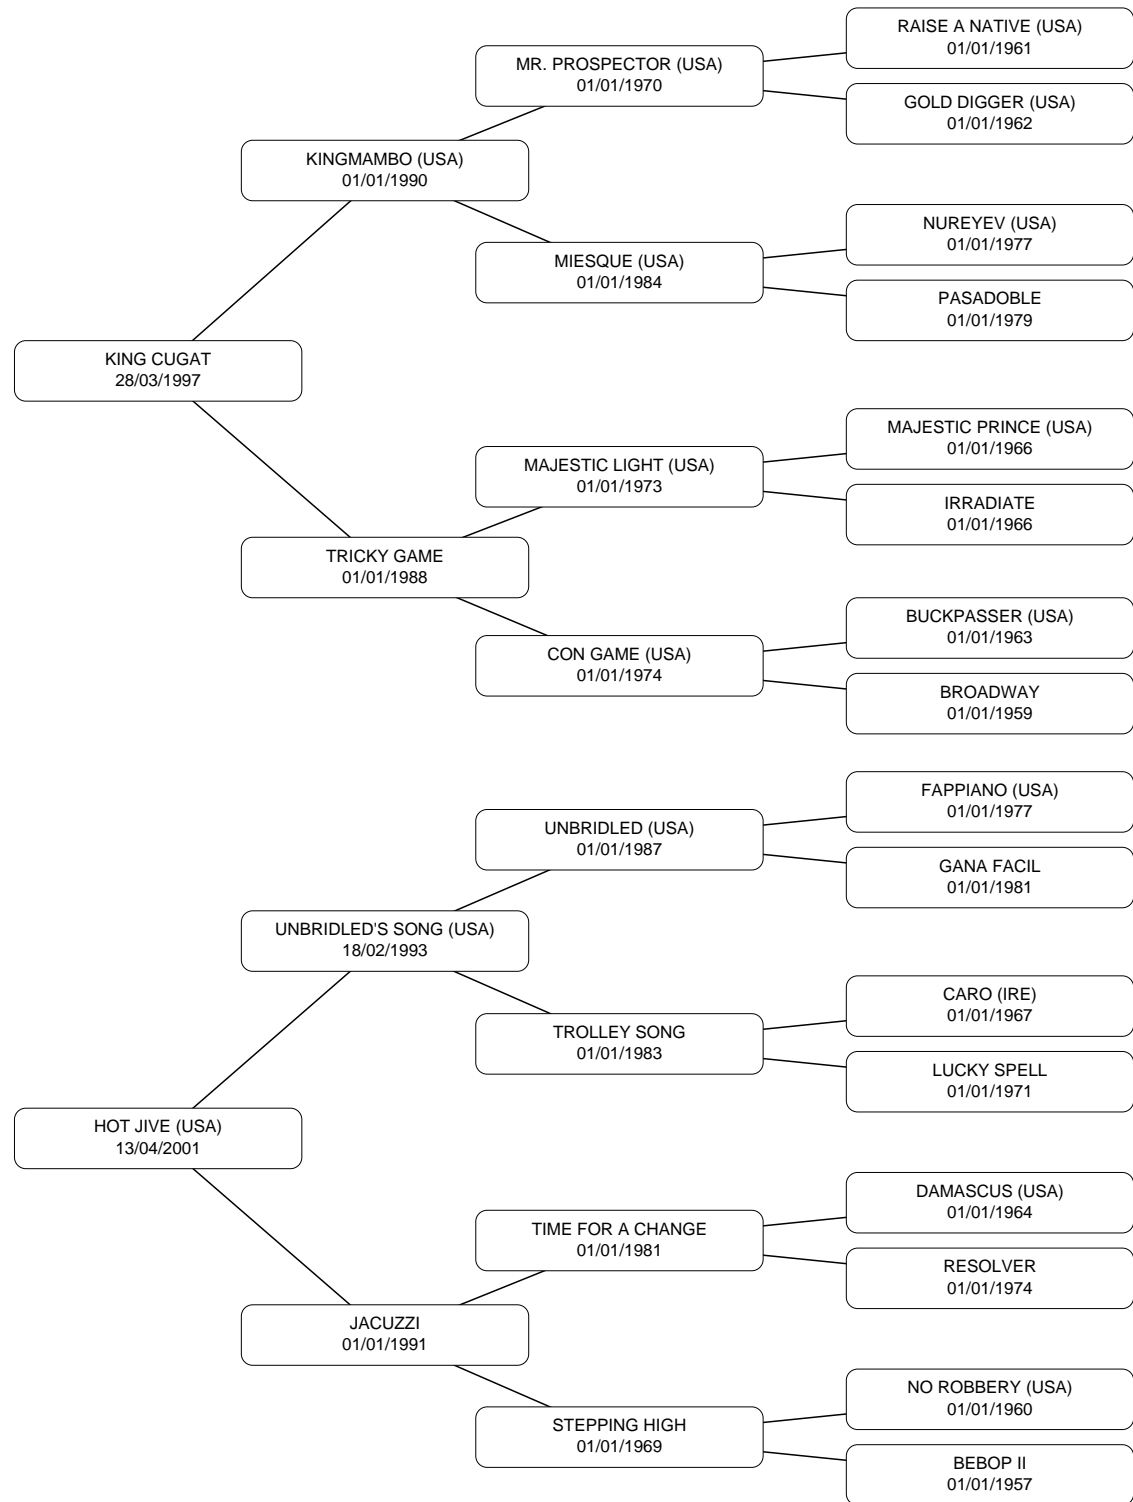 RAISE A NATIVE (USA)
01/01/1961
MR. PROSPECTOR (USA)
01/01/1970
GOLD DIGGER (USA)
01/01/1962
KINGMAMBO (USA)
01/01/1990
NUREYEV (USA)
01/01/1977
MIESQUE (USA)
01/01/1984
PASADOBLE
01/01/1979
KING CUGAT
28/03/1997
MAJESTIC PRINCE (USA)
01/01/1966
MAJESTIC LIGHT (USA)
01/01/1973
IRRADIATE
01/01/1966
TRICKY GAME
01/01/1988
BUCKPASSER (USA)
01/01/1963
CON GAME (USA)
01/01/1974
BROADWAY
01/01/1959
FAPPIANO (USA)
01/01/1977
UNBRIDLED (USA)
01/01/1987
GANA FACIL
01/01/1981
UNBRIDLED'S SONG (USA)
18/02/1993
CARO (IRE)
01/01/1967
TROLLEY SONG
01/01/1983
LUCKY SPELL
01/01/1971
HOT JIVE (USA)
13/04/2001
DAMASCUS (USA)
01/01/1964
TIME FOR A CHANGE
01/01/1981
RESOLVER
01/01/1974
JACUZZI
01/01/1991
NO ROBBERY (USA)
01/01/1960
STEPPING HIGH
01/01/1969
BEBOP II
01/01/1957